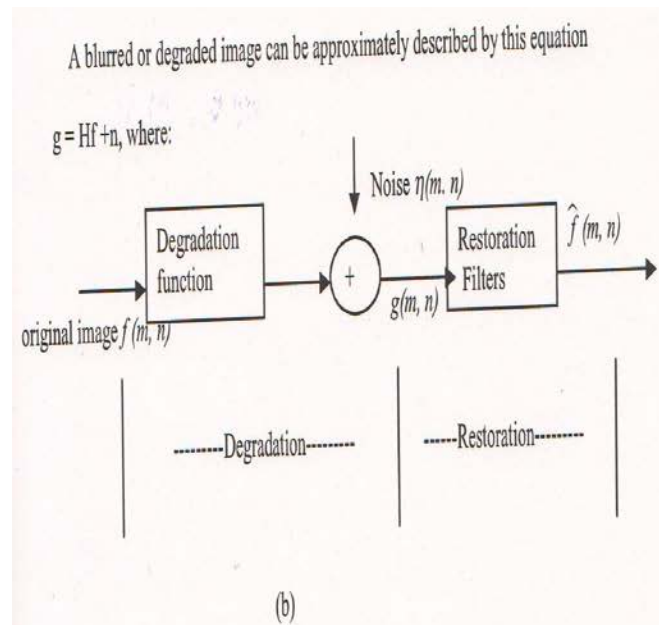 A blurred or degraded image can be approximately described by this equation
g = Hf +n, where:
Noise η(m. n)
Degradation
function
+
Restoration
Filters
f̂ (m, n)
original image f (m, n)
g(m, n)
---------Degradation--------
------Restoration---------
(b)